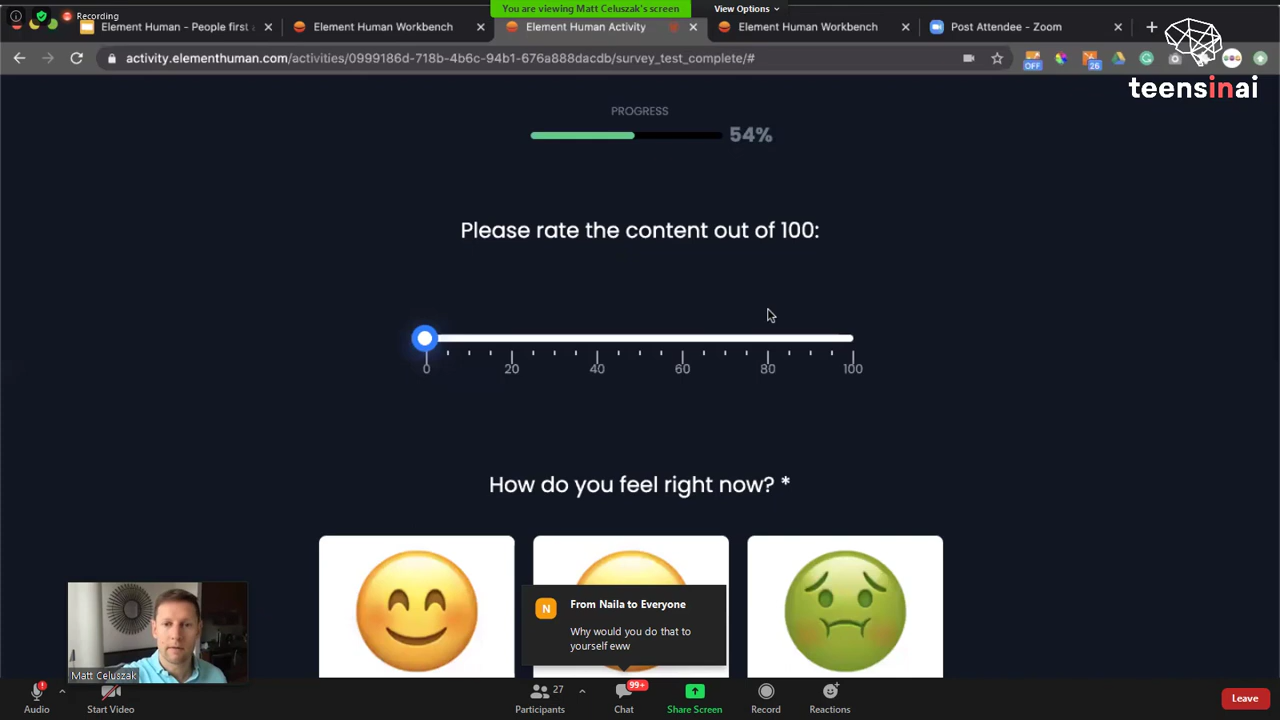 Recording
You are viewing Matt Celuszak's screen
View Options
Element Human - People first
Element Human Workbench
Element Human Activity
Element Human Workbench
Post Attendee - Zoom
activity.elementhuman.com/activities/0999186d-718b-4b6c-94b1-676a888dacdb/survey_test_complete/#
OFF
26
teensinai
PROGRESS
54%
Please rate the content out of 100:
0 20 40 60 80 100
How do you feel right now? *
N
From Naila to Everyone
Why would you do that to
yourself eww
Matt Celuszak
Audio
Start Video
27
Participants
99+
Chat
Share Screen
Record
Reactions
Leave